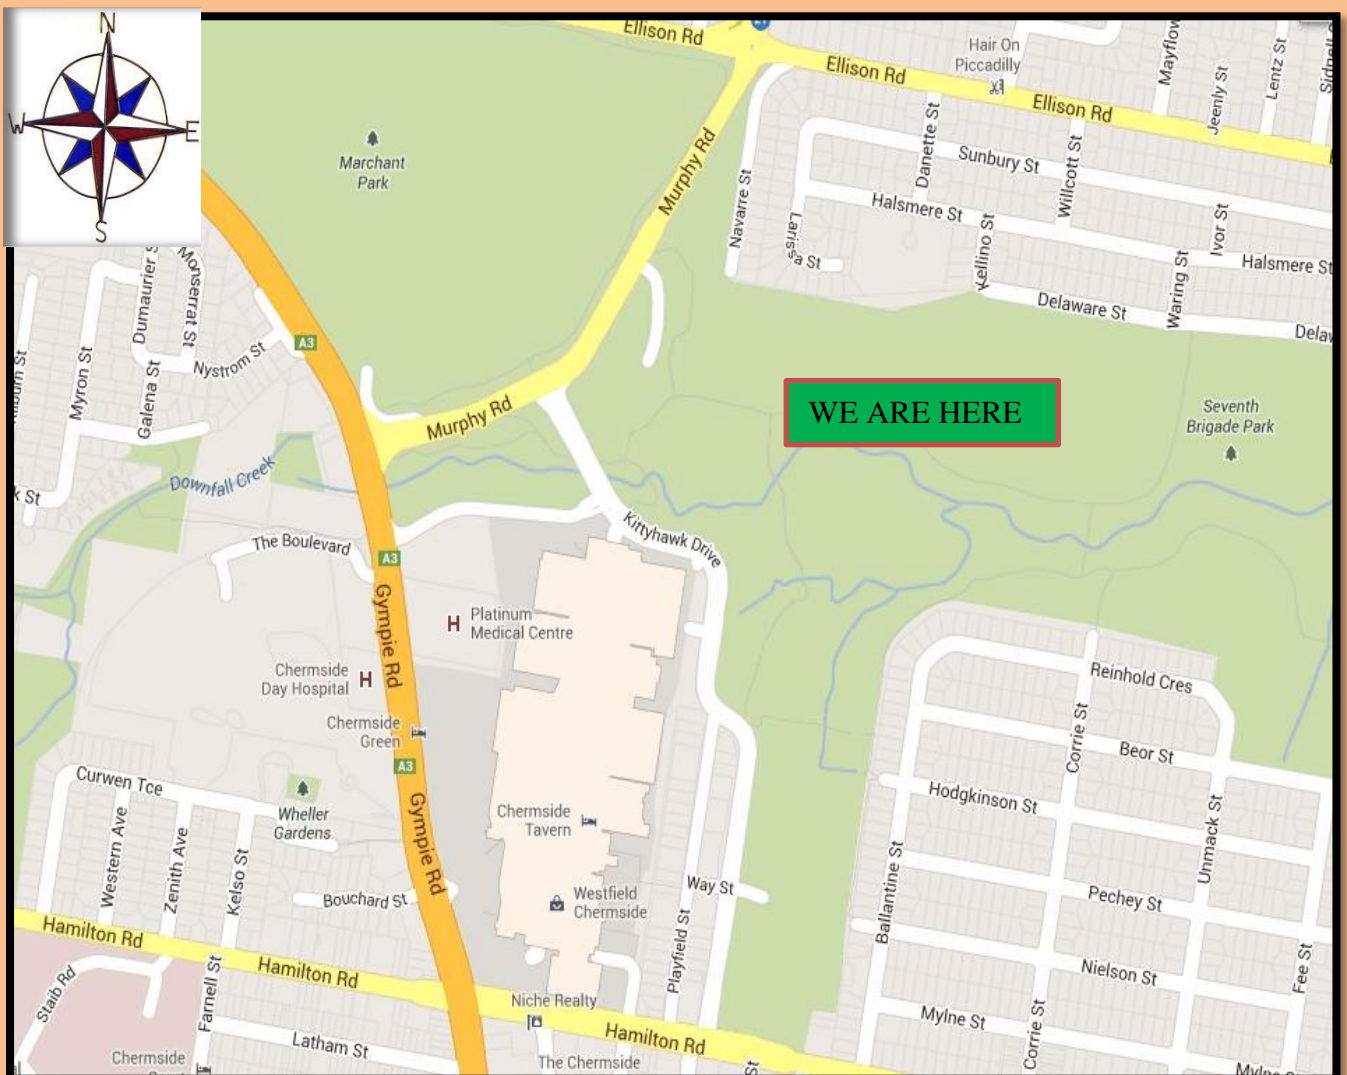 N
W
E
S
Ellison Rd
Ellison Rd
Ellison Rd
Hair On
Piccadilly
Jeenly St
Lentz St
Marchant
Park
Murphy Rd
Navarre St
Danette St
Sunbury St
Willcott St
Larissa St
Halsmere St
Kellino St
Ivor St
Halsmere St
Waring St
Delaware St
Monserrat St
Dumaurier
Myron St
Galena St
Nystrom St
A3
Murphy Rd
WE ARE HERE
Seventh
Brigade Park
Downfall Creek
k St
The Boulevard
A3
Kittyhawk Drive
Gympie Rd
H
Platinum
Medical Centre
Chermside
Day Hospital
H
Chermside
Green
A3
Reinhold Cres
Corrie St
Beor St
Curwen Tce
Wheller
Gardens
Gympie Rd
Chermside
Tavern
Hodgkinson St
Western Ave
Zenith Ave
Kelso St
Bouchard St
Westfield
Chermside
Way St
Playfield St
Ballantine St
Unmack St
Pechey St
Hamilton Rd
Hamilton Rd
Staib Rd
Farnell St
Niche Realty
Nielson St
Fee St
Latham St
Hamilton Rd
Mylne St
Corrie St
Chermside
The Chermside
St